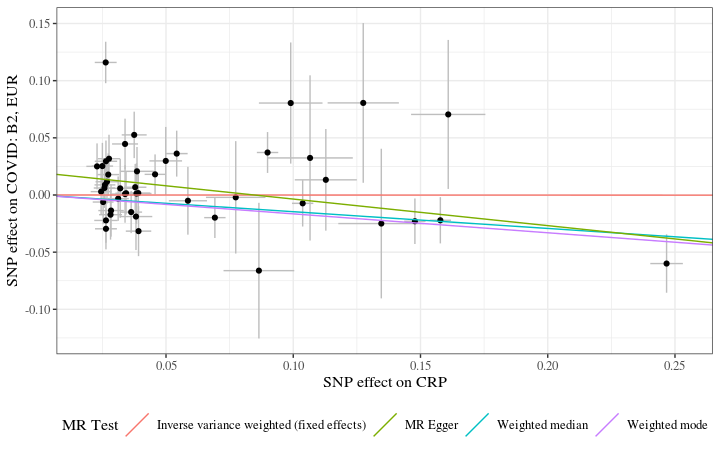 0.15
0.10
0.05
0.00
-0.05
-0.10
SNP effect on COVID: B2, EUR
0.05
0.10
0.15
0.20
0.25
SNP effect on CRP
MR Test
Inverse variance weighted (fixed effects)
MR Egger
Weighted median
Weighted mode